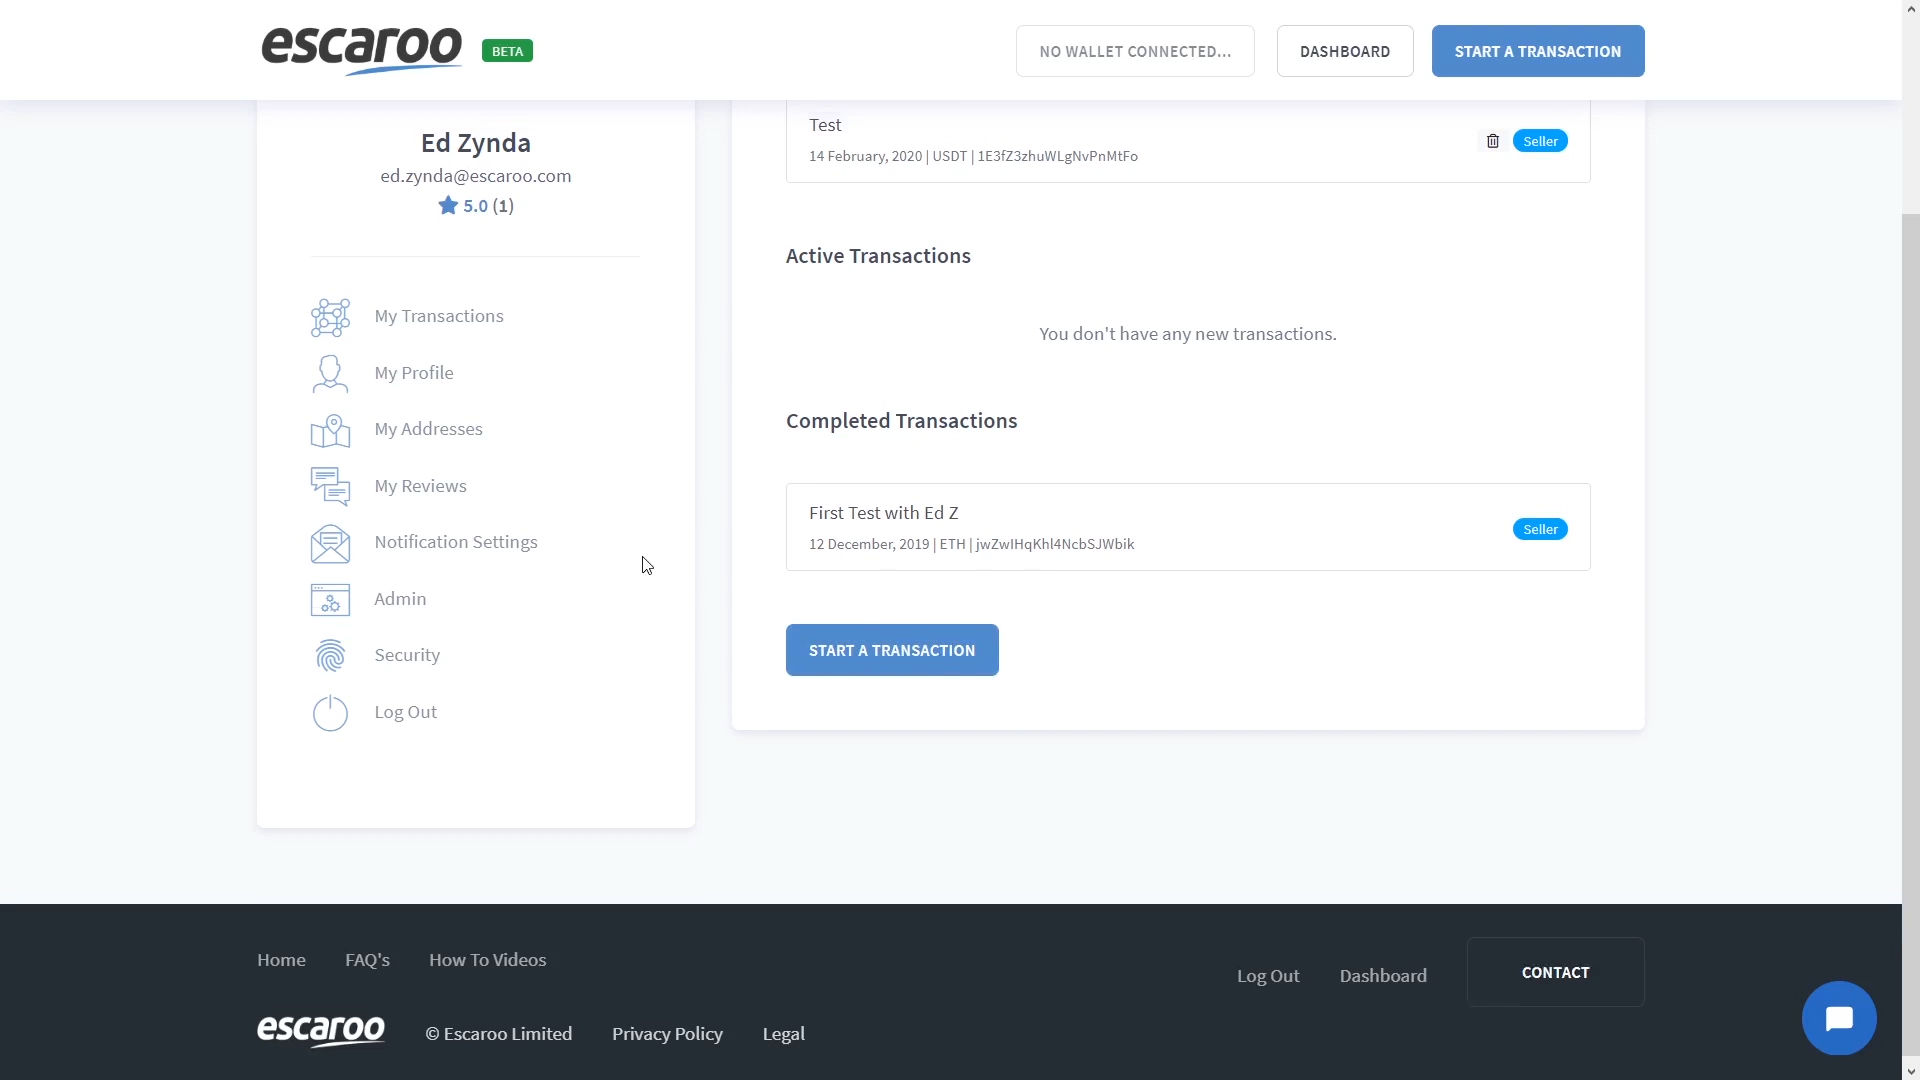 escaroo
BETA
NO WALLET CONNECTED...
DASHBOARD
START A TRANSACTION
Ed Zynda
ed.zynda@escaroo.com
5.0 (1)
My Transactions
My Profile
My Addresses
My Reviews
Notification Settings
Admin
Security
Log Out
Test
14 February, 2020 | USDT | 1E3fZ3zhuWLgNvPnMtFo
Seller
Active Transactions
You don't have any new transactions.
Completed Transactions
First Test with Ed Z
12 December, 2019 | ETH | jwZwIHqKhl4NcbSJWbik
Seller
START A TRANSACTION
Home
FAQ's
How To Videos
Log Out
Dashboard
CONTACT
escaroo
© Escaroo Limited
Privacy Policy
Legal